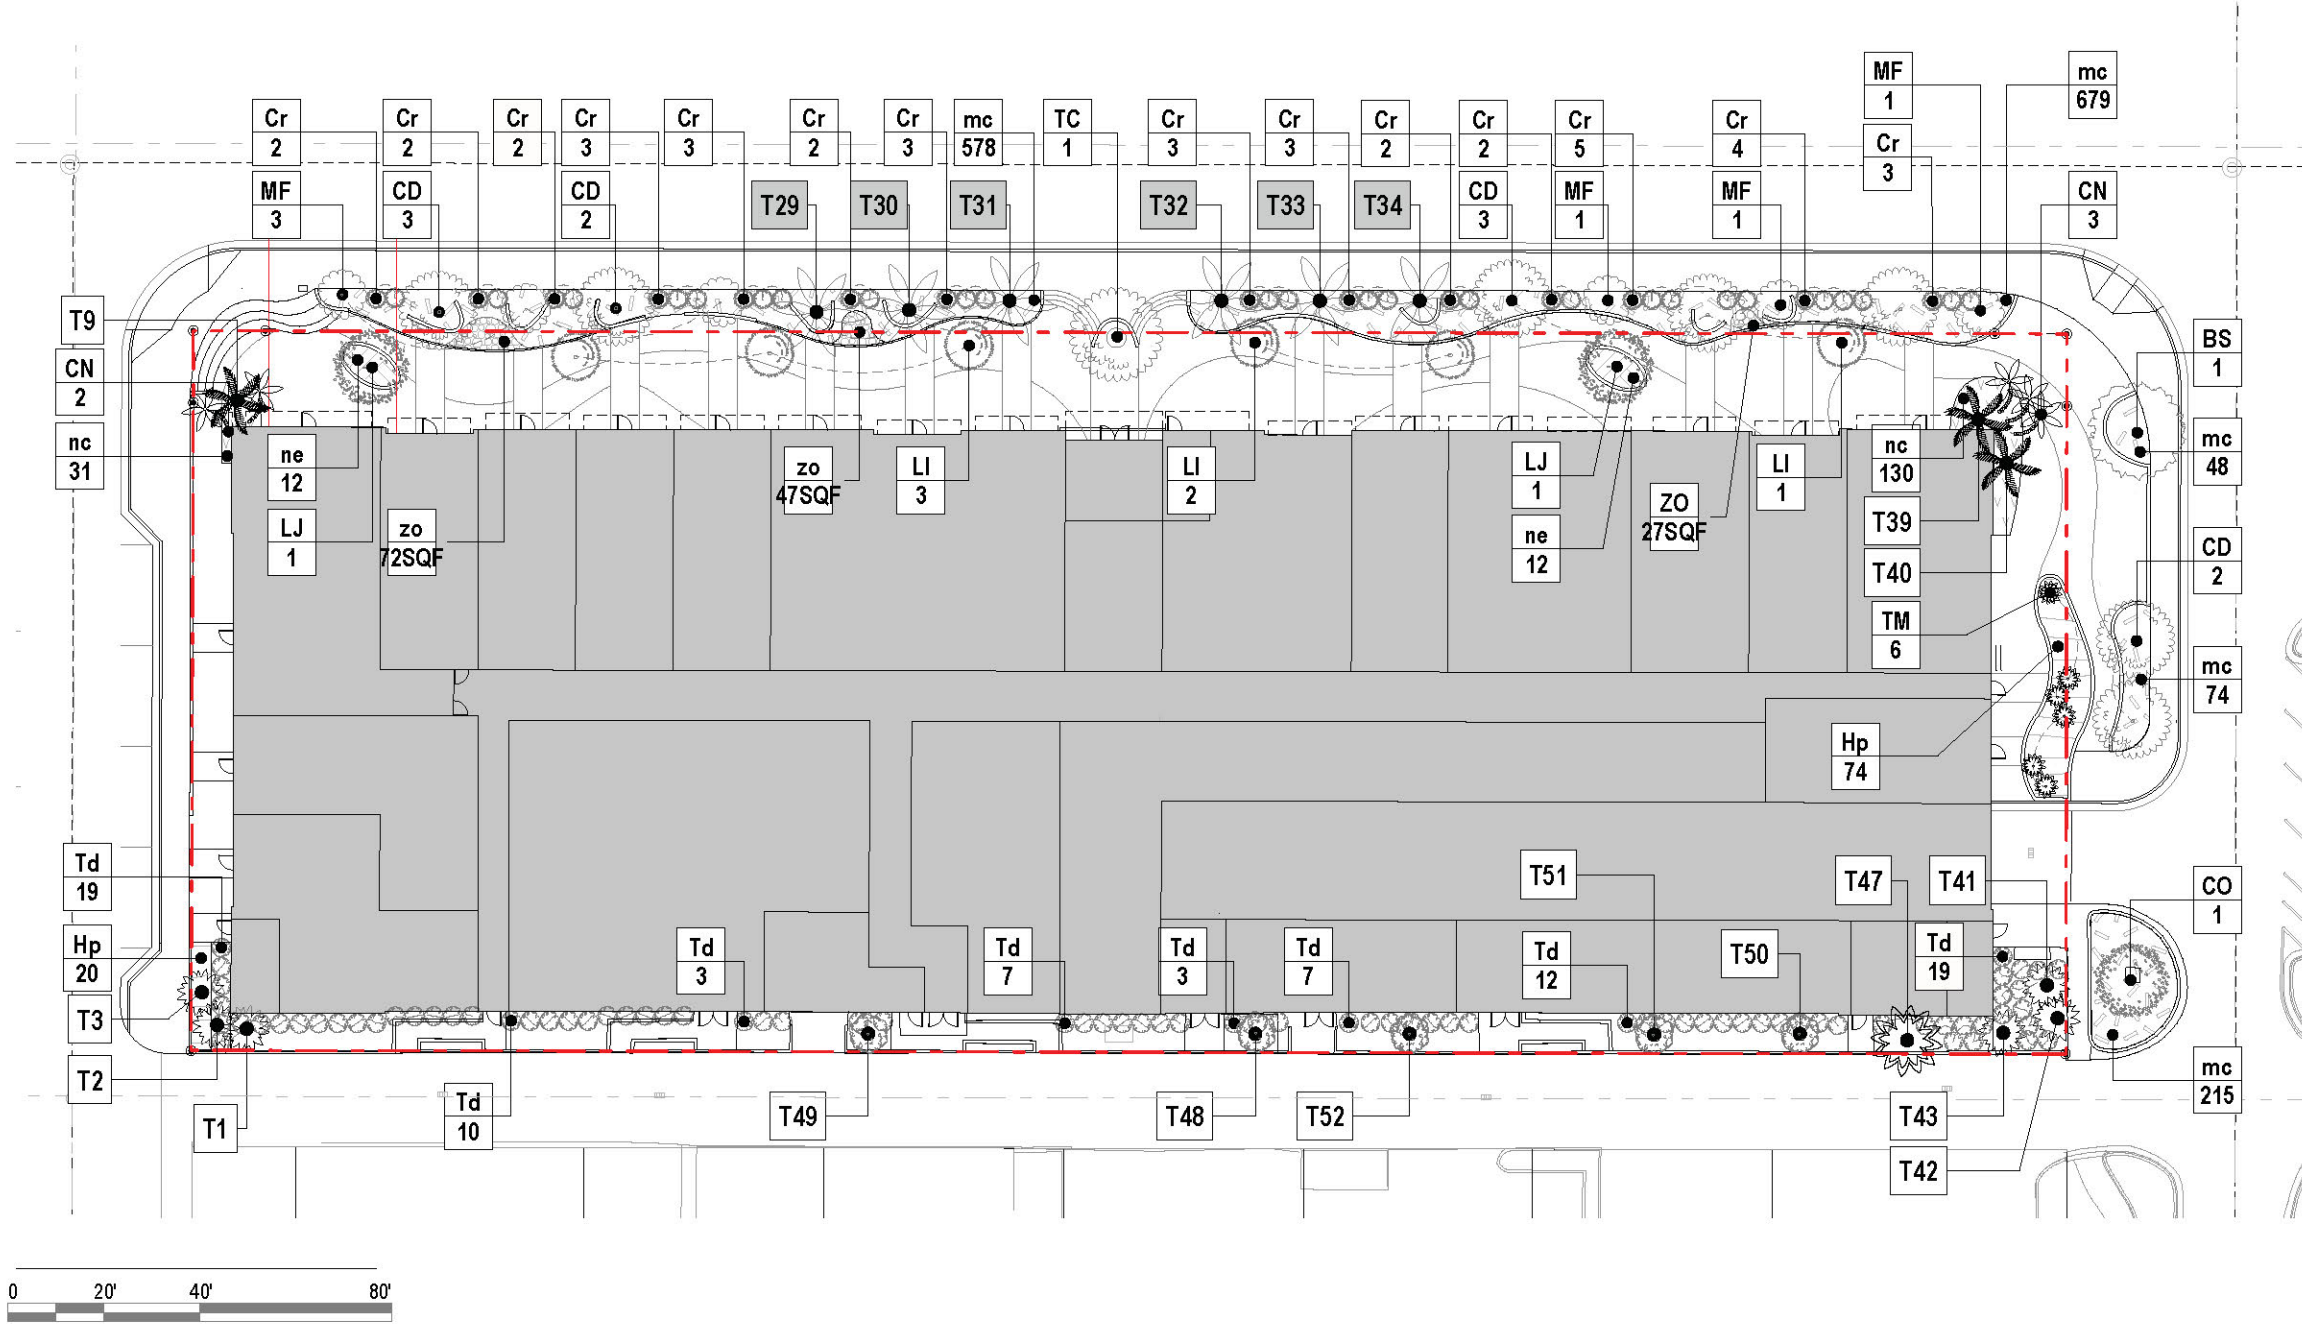 MF
1
mc
679
Cr
2
Cr
2
Cr
2
Cr
3
Cr
3
Cr
2
Cr
3
mc
578
TC
1
Cr
3
Cr
3
Cr
2
Cr
2
Cr
5
Cr
4
Cr
3
MF
3
CD
3
CD
2
T29
T30
T31
T32
T33
T34
CD
3
MF
1
MF
1
CN
3
T9
CN
2
nc
31
BS
1
mc
48
ne
12
LJ
1
zo
72SQF
zo
47SQF
LI
3
LI
2
LJ
1
ne
12
ZO
27SQF
LI
1
nc
130
T39
T40
TM
6
CD
2
mc
74
Hp
74
Td
19
Hp
20
T3
T2
T1
Td
3
Td
7
Td
3
Td
7
T51
Td
12
T50
T47
T41
Td
19
CO
1
mc
215
Td
10
T49
T48
T52
T43
T42
0 20' 40' 80'